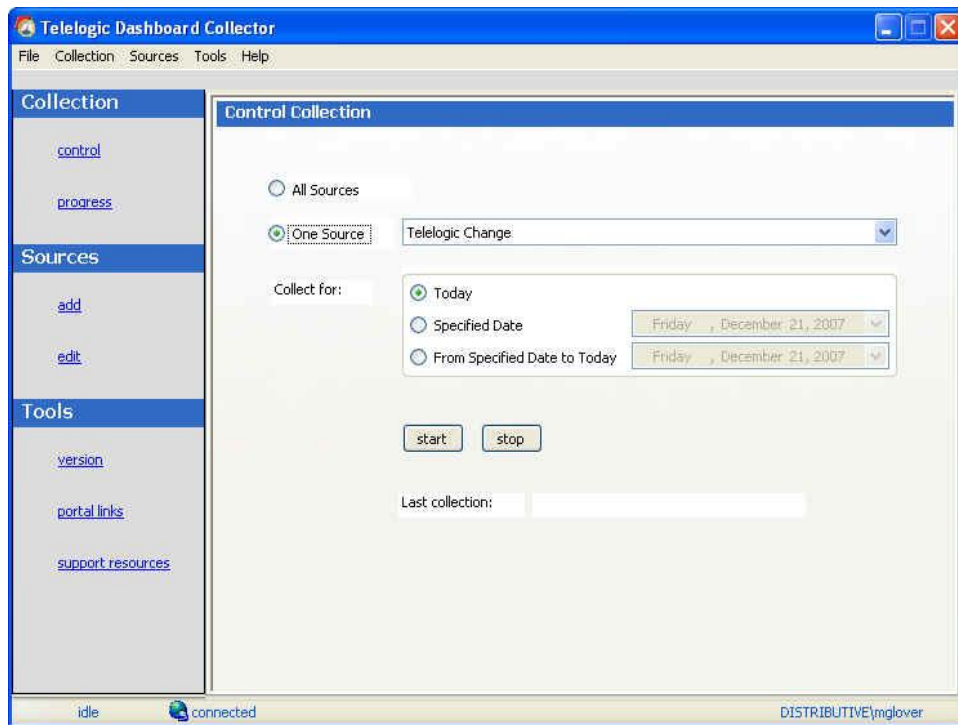 Telelogic Dashboard Collector
File Collection Sources Tools Help
Collection
control
progress
Sources
add
edit
Tools
version
portal links
support resources
Control Collection
All Sources
One Source Telelogic Change
Collect for:
Today
Specified Date Friday , December 21, 2007
From Specified Date to Today Friday , December 21, 2007
start stop
Last collection:
idle connected DISTRIBUTIVE\mglover